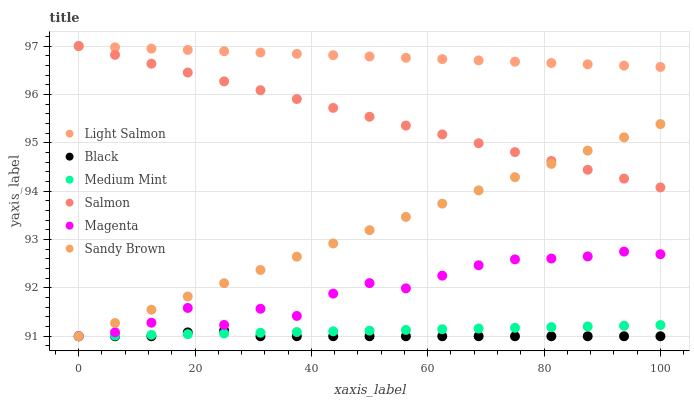 title
97
96
95
94
93
92
91
yaxis_label
Light Salmon
Black
Medium Mint
Salmon
Magenta
Sandy Brown
0 20 40 60 80 100
xaxis_label